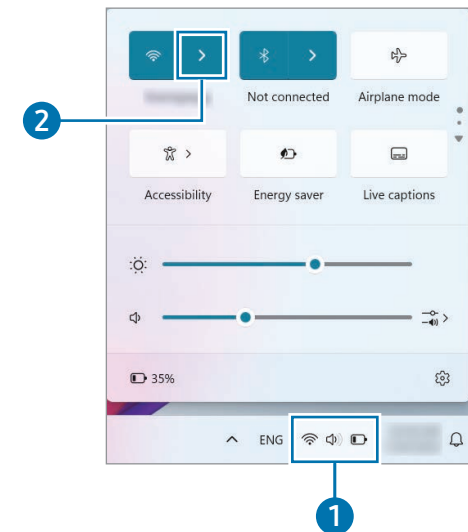 2
Not connected
Airplane mode
Accessibility
Energy saver
Live captions
35%
ENG
1